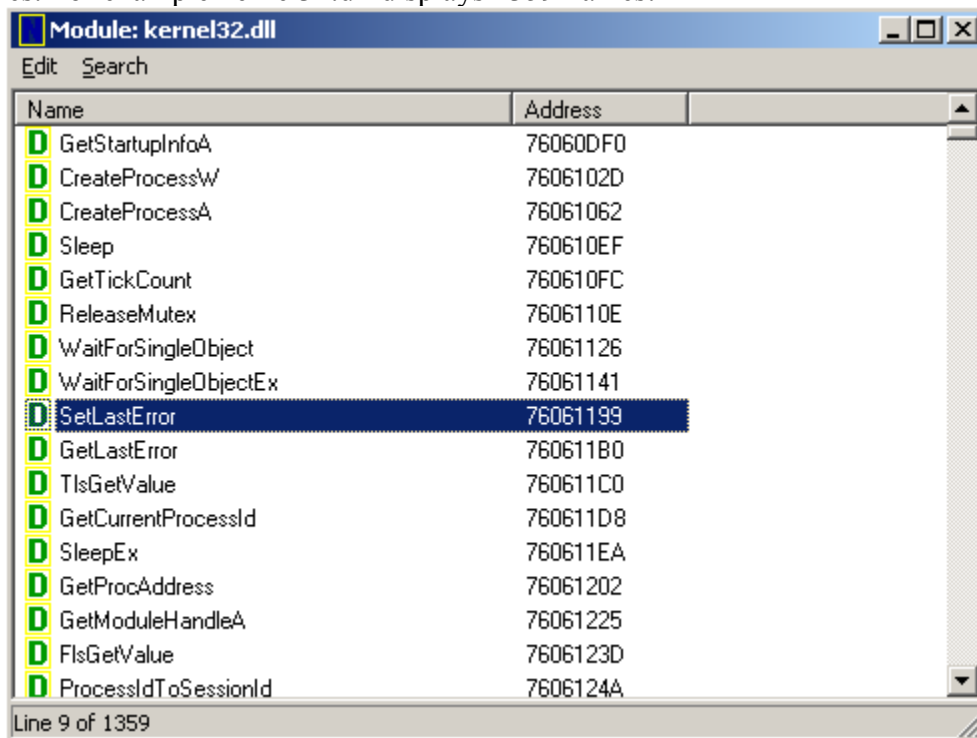 Module: kernel32.dll
Edit Search
Name Address
D GetStartupInfoA 76060DF0
D CreateProcessW 7606102D
D CreateProcessA 76061062
D Sleep 760610EF
D GetTickCount 760610FC
D ReleaseMutex 7606110E
D WaitForSingleObject 76061126
D WaitForSingleObjectEx 76061141
D SetLastError 76061199
D GetLastError 760611B0
D TlsGetValue 760611C0
D GetCurrentProcessId 760611D8
D SleepEx 760611EA
D GetProcAddress 76061202
D GetModuleHandleA 76061225
D FlsGetValue 7606123D
D ProcessIdToSessionId 7606124A
Line 9 of 1359